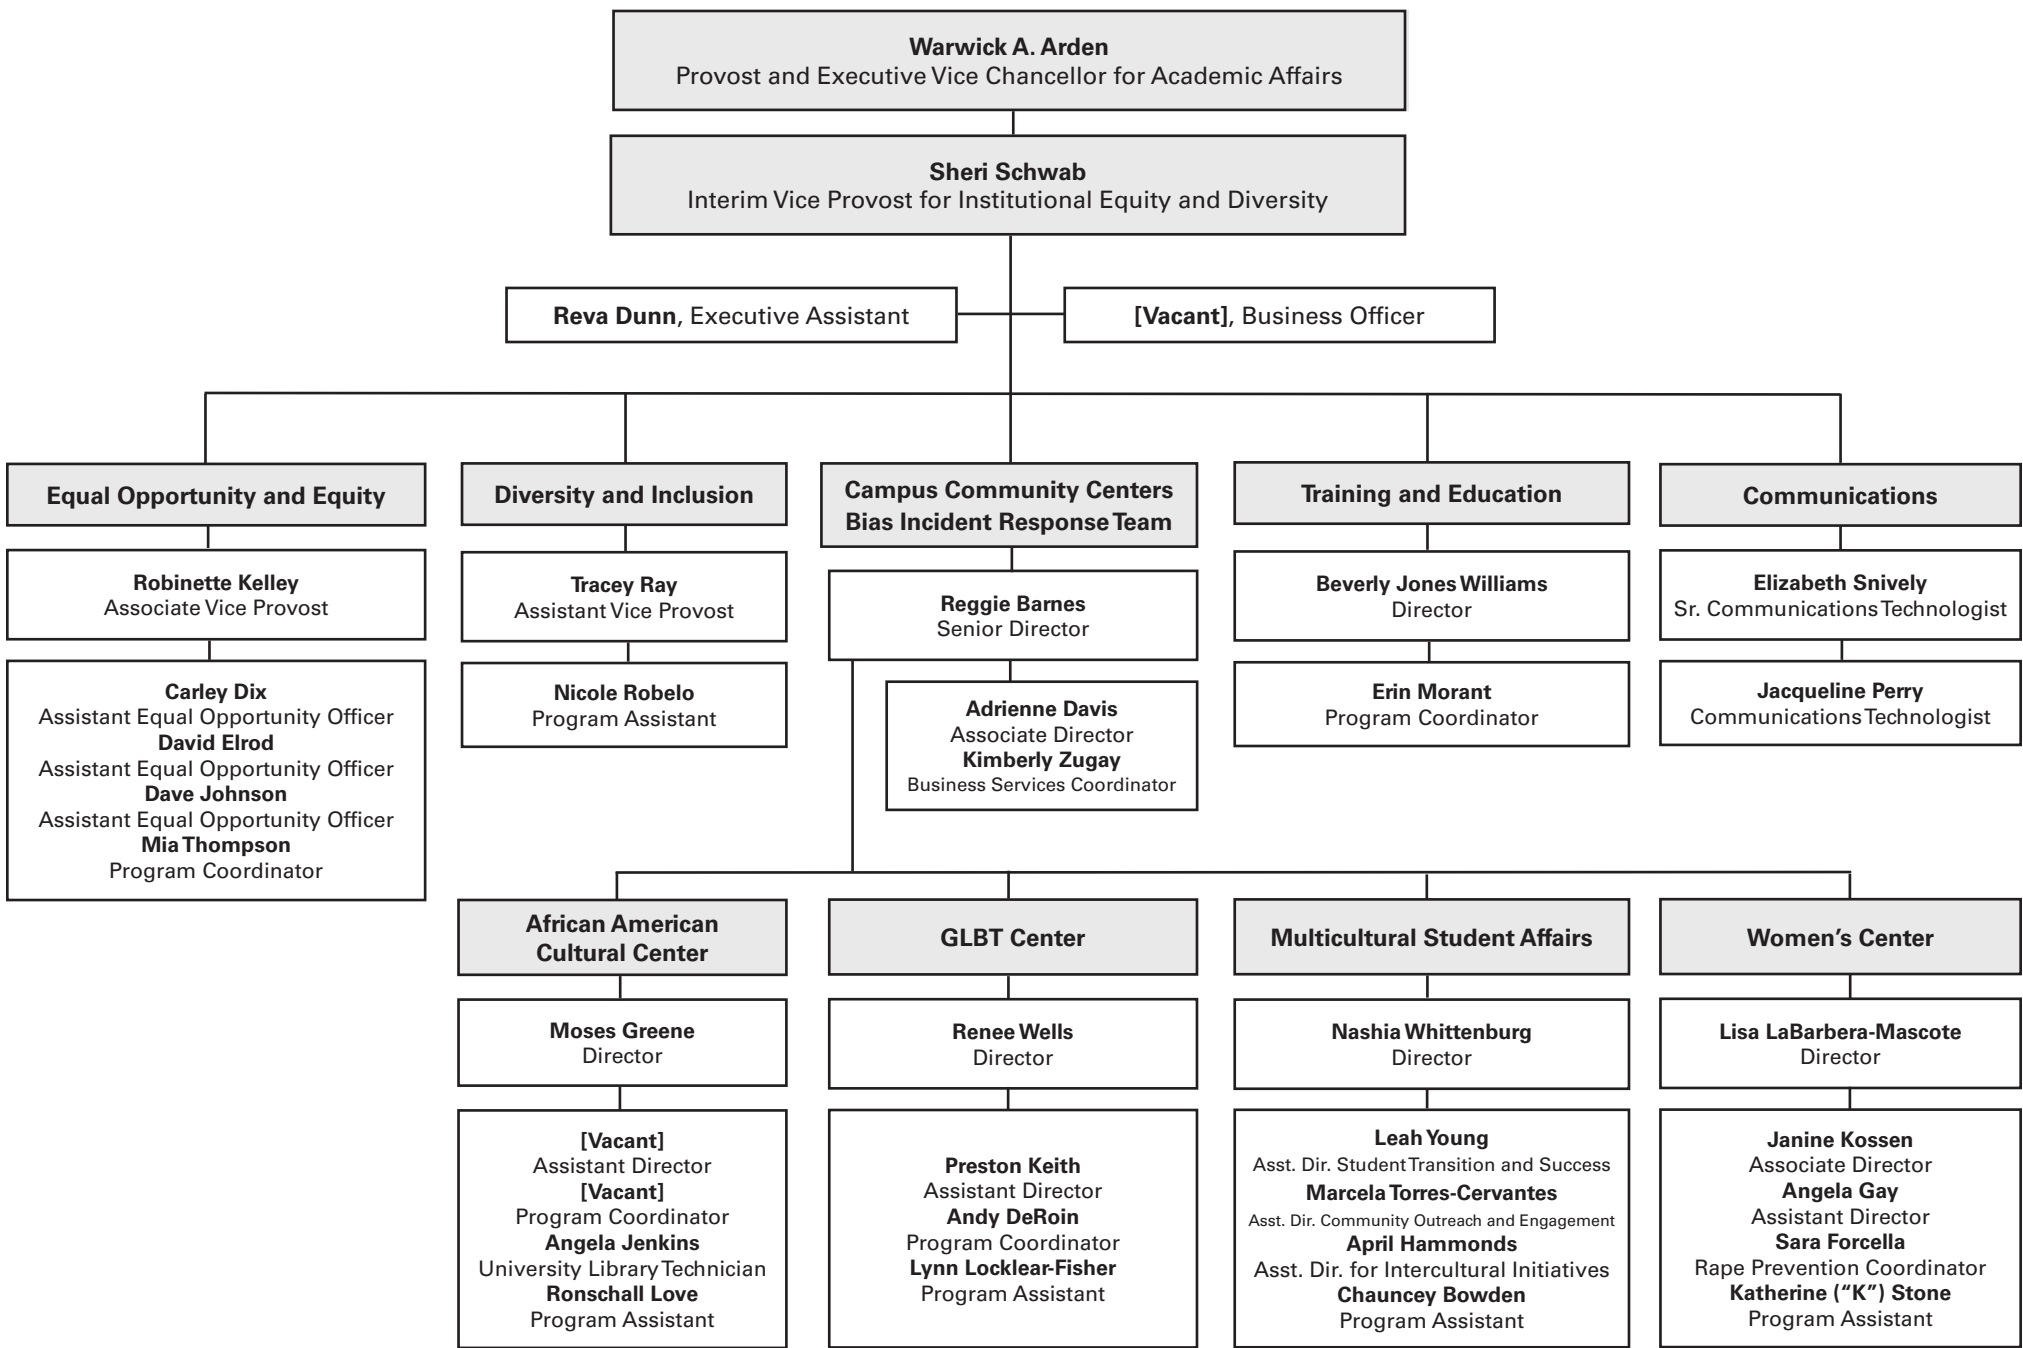 Warwick A. Arden
Provost and Executive Vice Chancellor for Academic Affairs
Sheri Schwab
Interim Vice Provost for Institutional Equity and Diversity
Reva Dunn, Executive Assistant
[Vacant], Business Officer
Equal Opportunity and Equity
Robinette Kelley
Associate Vice Provost
Carley Dix
Assistant Equal Opportunity Officer
David Elrod
Assistant Equal Opportunity Officer
Dave Johnson
Assistant Equal Opportunity Officer
Mia Thompson
Program Coordinator
Diversity and Inclusion
Tracey Ray
Assistant Vice Provost
Nicole Robelo
Program Assistant
Campus Community Centers
Bias Incident Response Team
Reggie Barnes
Senior Director
Adrienne Davis
Associate Director
Kimberly Zugay
Business Services Coordinator
Training and Education
Beverly Jones Williams
Director
Erin Morant
Program Coordinator
Communications
Elizabeth Snively
Sr. Communications Technologist
Jacqueline Perry
Communications Technologist
African American
Cultural Center
Moses Greene
Director
[Vacant]
Assistant Director
[Vacant]
Program Coordinator
Angela Jenkins
University Library Technician
Ronschall Love
Program Assistant
GLBT Center
Renee Wells
Director
Preston Keith
Assistant Director
Andy DeRoin
Program Coordinator
Lynn Locklear-Fisher
Program Assistant
Multicultural Student Affairs
Nashia Whittenburg
Director
Leah Young
Asst. Dir. Student Transition and Success
Marcela Torres-Cervantes
Asst. Dir. Community Outreach and Engagement
April Hammonds
Asst. Dir. for Intercultural Initiatives
Chauncey Bowden
Program Assistant
Women's Center
Lisa LaBarbera-Mascote
Director
Janine Kossen
Associate Director
Angela Gay
Assistant Director
Sara Forcella
Rape Prevention Coordinator
Katherine (“K”) Stone
Program Assistant